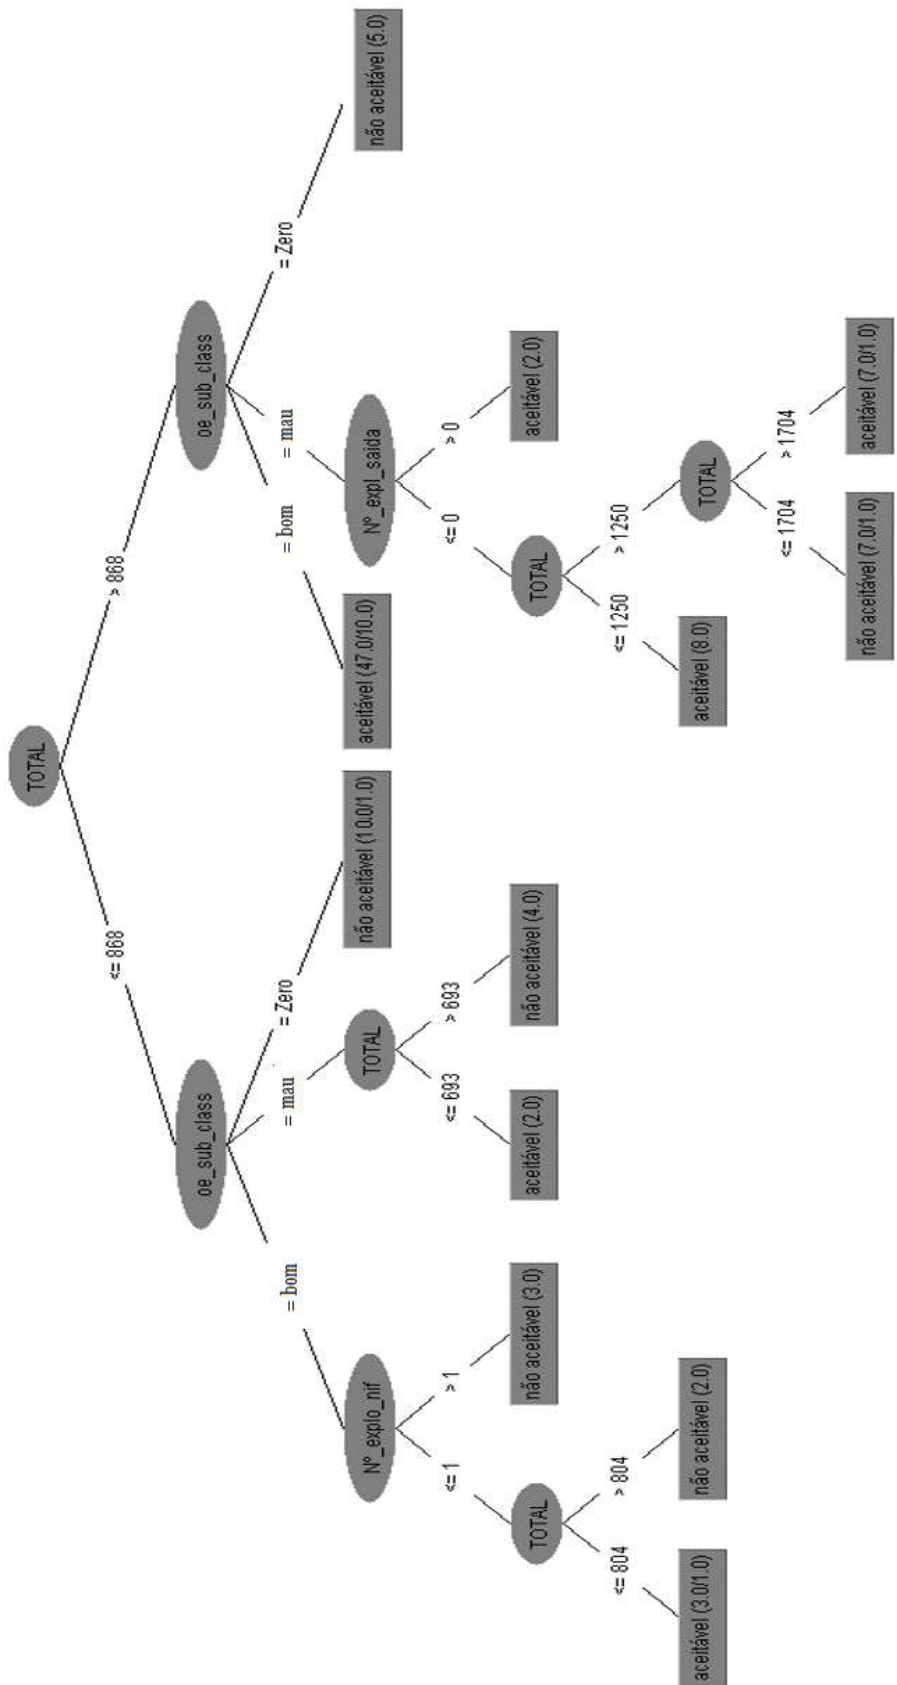 TOTAL
<= 868
> 868
oe_sub_class
oe_sub_class
= bom
= mau
= Zero
= bom
= mau
= Zero
Nº_explo_nif
TOTAL
não aceitável (10.0/1.0)
aceitável (47.0/10.0)
Nº_expl_saida
não aceitável (5.0)
<= 1
> 1
<= 693
> 693
<= 0
> 0
TOTAL
não aceitável (3.0)
aceitável (2.0)
não aceitável (4.0)
TOTAL
aceitável (2.0)
<= 804
> 804
<= 1250
> 1250
aceitável (3.0/1.0)
não aceitável (2.0)
aceitável (8.0)
TOTAL
<= 1704
> 1704
não aceitável (7.0/1.0)
aceitável (7.0/1.0)